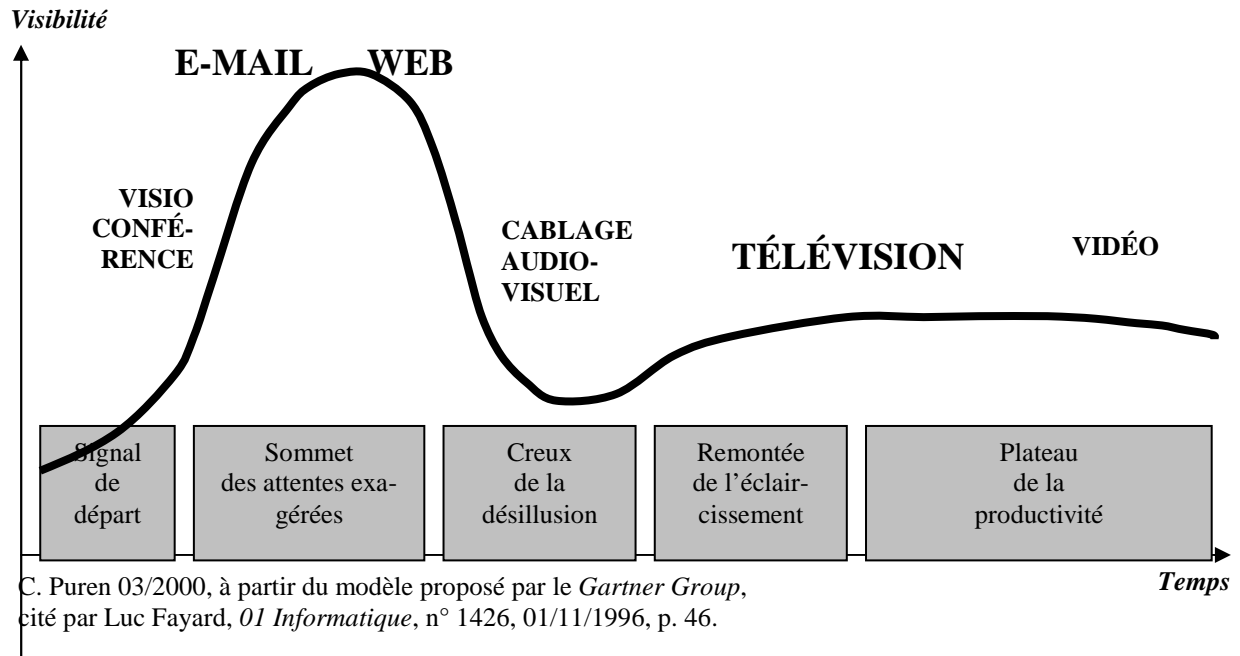 Visibilité
E-MAIL WEB
VISIO
CONFÉ-
RENCE
CABLAGE
AUDIO-
VISUEL
TÉLÉVISION
VIDÉO
Signal
de
départ
Sommet
des attentes exa-
gérées
Creux
de la
désillusion
Remontée
de l'éclair-
cissement
Plateau
de la
productivité
Temps
C. Puren 03/2000, à partir du modèle proposé par le Gartner Group,
cité par Luc Fayard, 01 Informatique, n° 1426, 01/11/1996, p. 46.